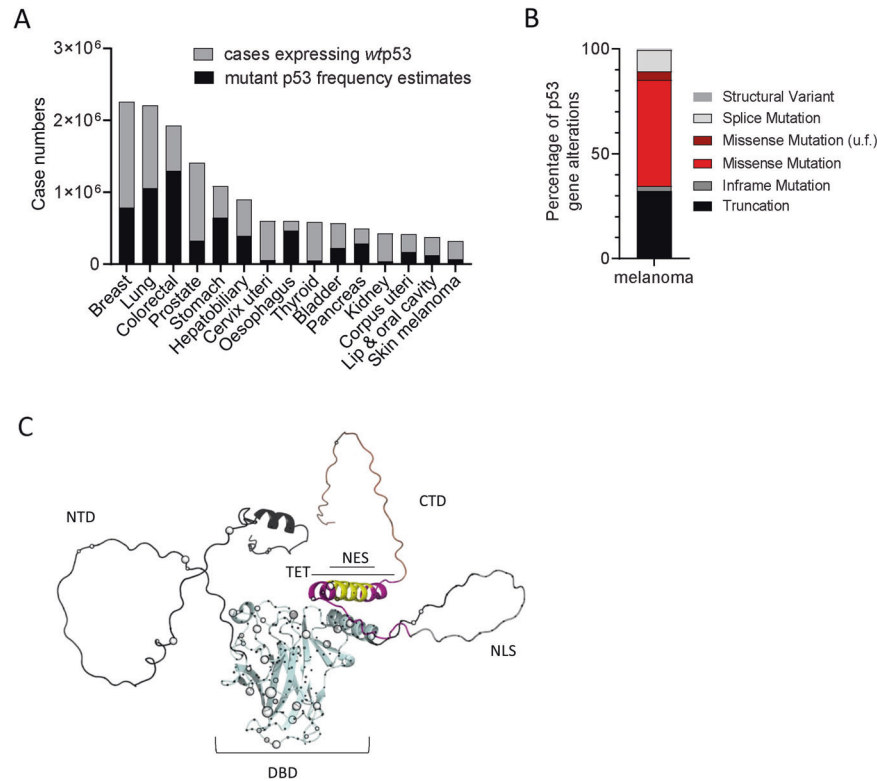 A
3×10⁶
2×10⁶
1×10⁶
0
Case numbers
cases expressing wtp53
mutant p53 frequency estimates
Breast
Lung
Colorectal
Prostate
Stomach
Hepatobiliary
Cervix uteri
Oesophagus
Thyroid
Bladder
Pancreas
Kidney
Corpus uteri
Lip & oral cavity
Skin melanoma
B
Percentage of p53
gene alterations
100
50
0
melanoma
Structural Variant
Splice Mutation
Missense Mutation (u.f.)
Missense Mutation
Inframe Mutation
Truncation
C
NTD
CTD
NES
TET
NLS
DBD